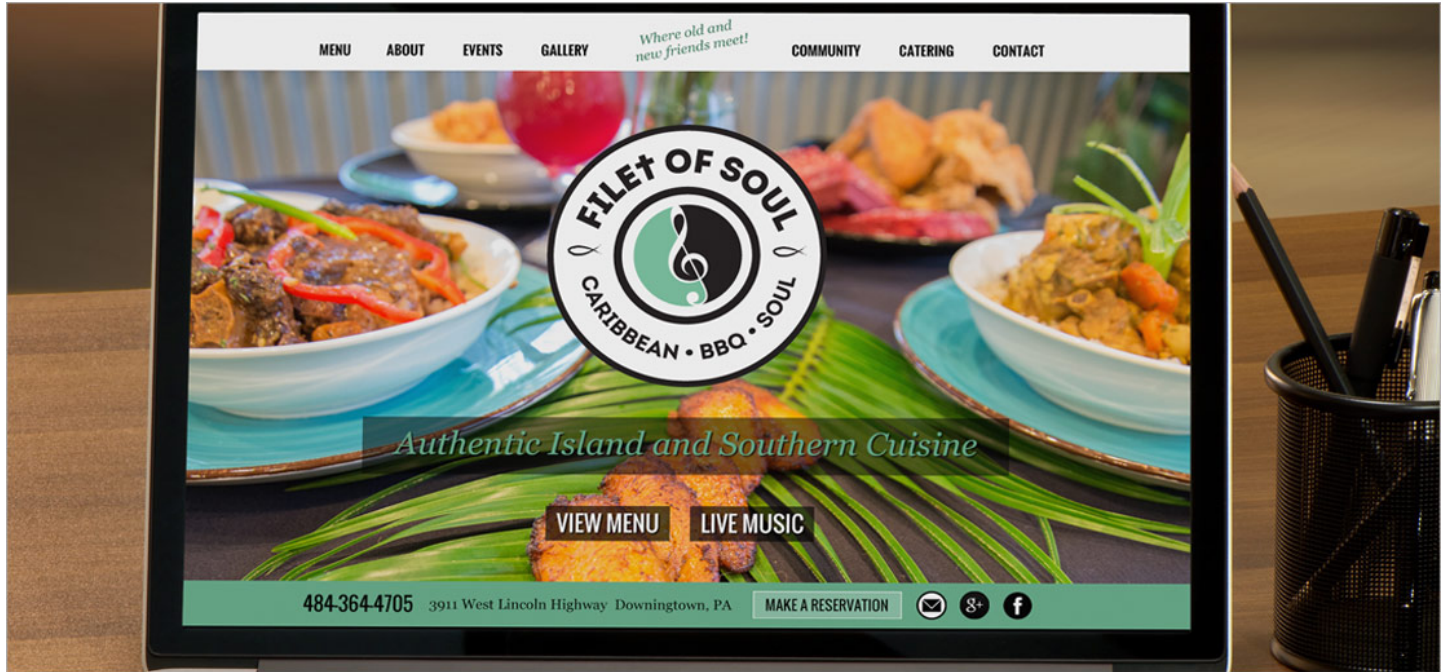 MENU ABOUT EVENTS GALLERY
Where old and
new friends meet!
COMMUNITY CATERING CONTACT
FILET OF SOUL
CARIBBEAN • BBQ • SOUL
Authentic Island and Southern Cuisine
VIEW MENU LIVE MUSIC
484-364-4705 3911 West Lincoln Highway Downingtown, PA MAKE A RESERVATION g+ f